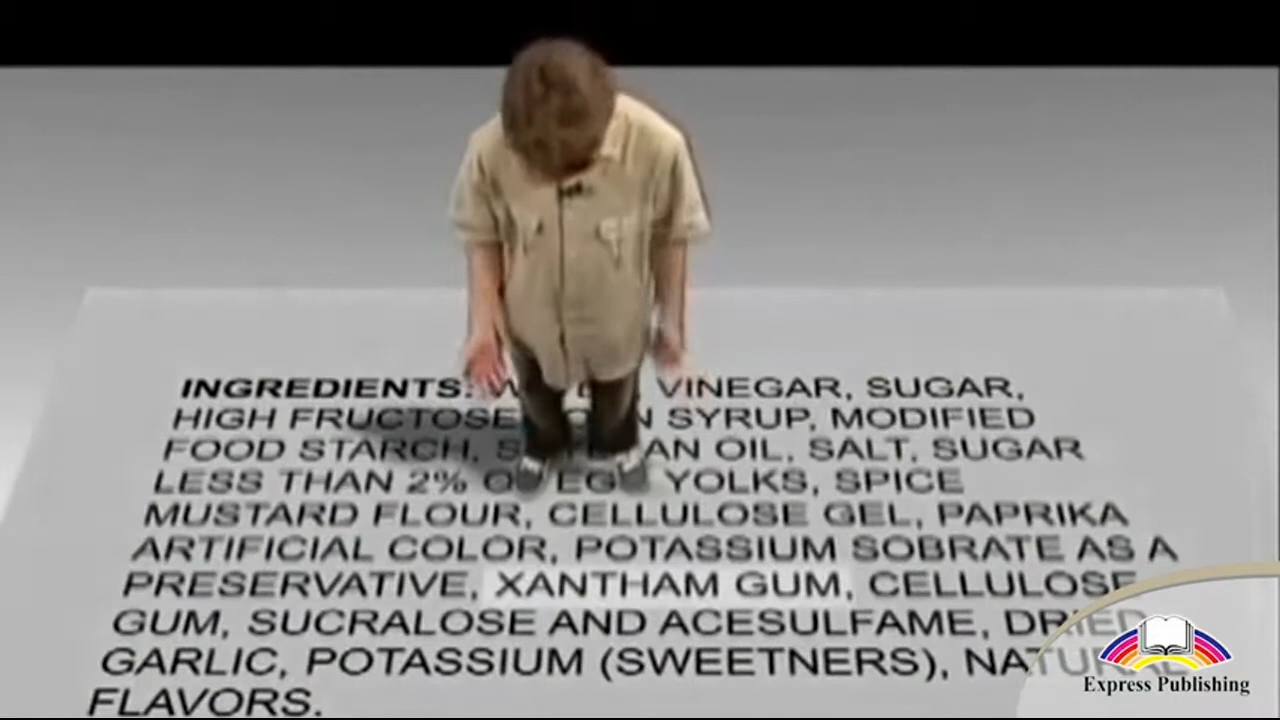 INGREDIENTS: VINEGAR, SUGAR,
HIGH FRUCTOSE SYRUP, MODIFIED
FOOD STARCH, OIL, SALT, SUGAR
LESS THAN 2% YOLKS, SPICE
MUSTARD FLOUR, CELLULOSE GEL, PAPRIKA
ARTIFICIAL COLOR, POTASSIUM SOBRATE AS A
PRESERVATIVE, XANTHAM GUM, CELLULOSE
GUM, SUCRALOSE AND ACESULFAME, DRIED
GARLIC, POTASSIUM (SWEETNERS), NATURAL
FLAVORS.
Express Publishing